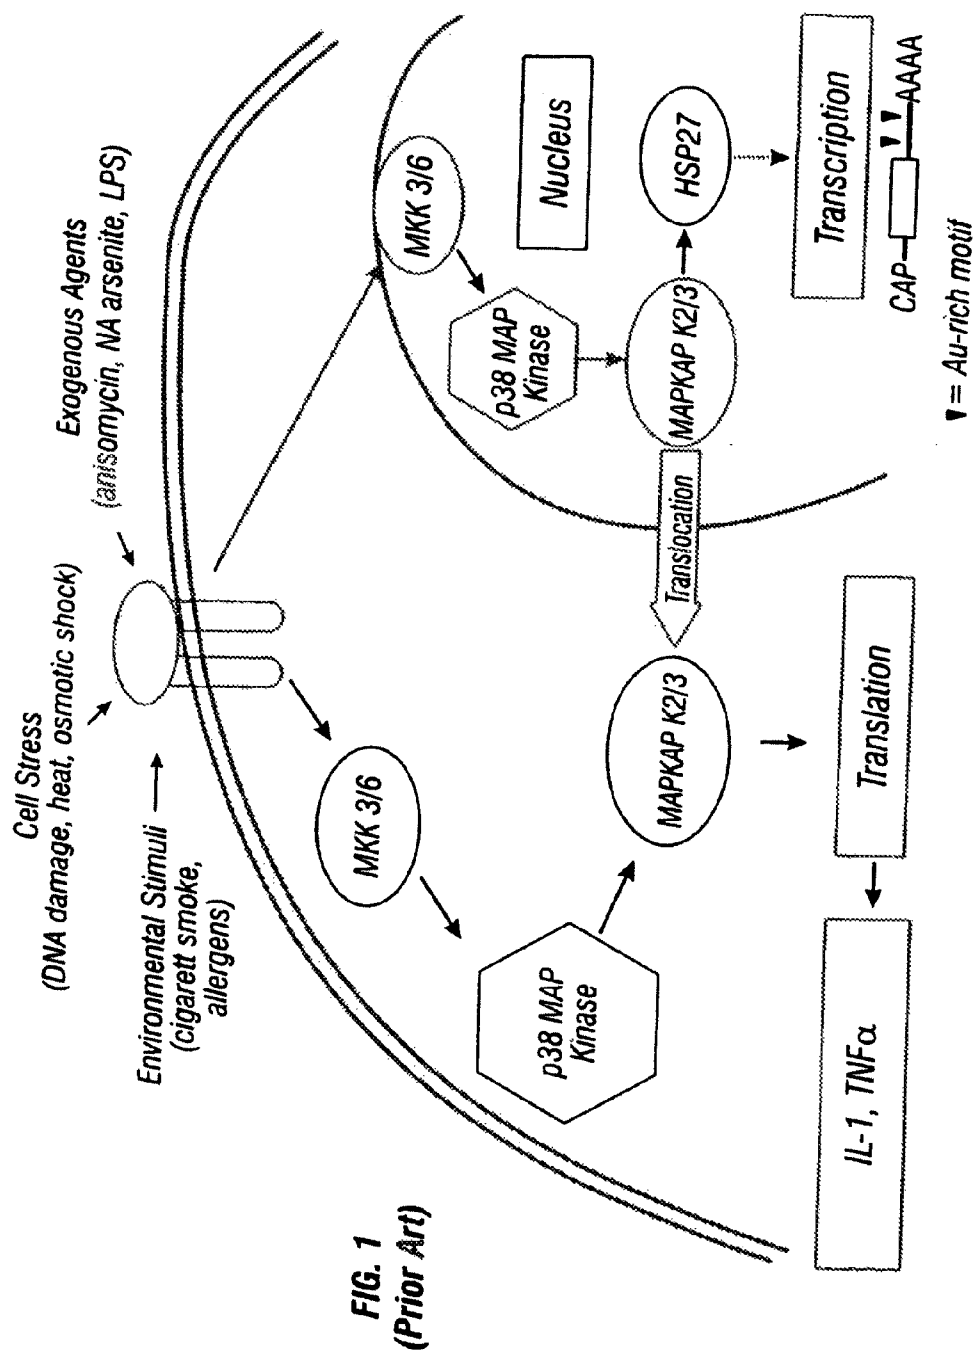 Cell Stress
(DNA damage, heat, osmotic shock)
Exogenous Agents
(anisomycin, NA arsenite, LPS)
Environmental Stimuli
(cigarett smoke,
allergens)
MKK 3/6
MKK 3/6
p38 MAP
Kinase
p38 MAP
Kinase
Nucleus
MAPKAP K2/3
Translocation
MAPKAP K2/3
HSP27
Translation
Transcription
IL-1, TNFα
CAP
AAAA
= Au-rich motif
FIG. 1
(Prior Art)